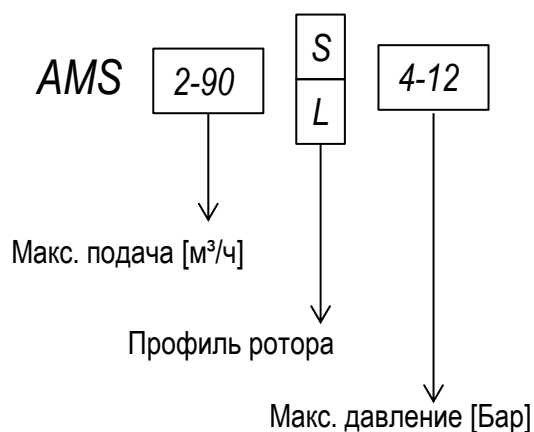 AMS 2-90 S 4-12
L
Макс. подача [м³/ч]
Профиль ротора
Макс. давление [Бар]